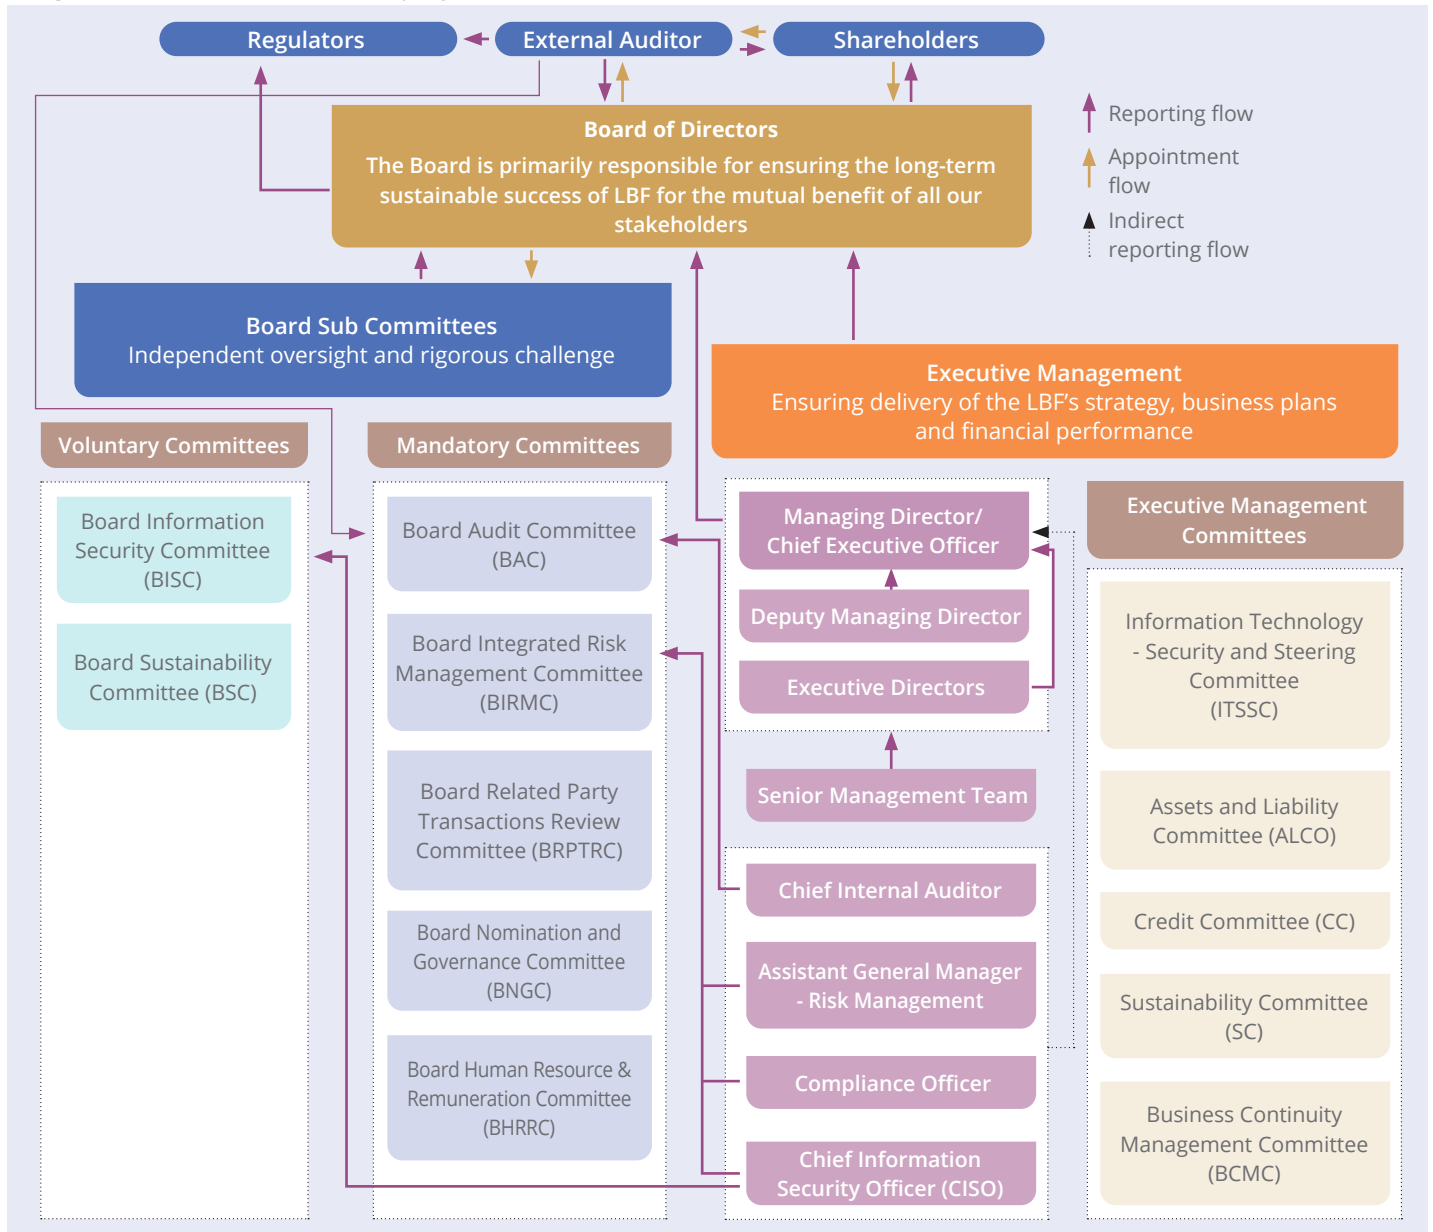 Regulators
External Auditor
Shareholders
Board of Directors
The Board is primarily responsible for ensuring the long-term
sustainable success of LBF for the mutual benefit of all our
stakeholders
Reporting flow
Appointment
flow
Indirect
reporting flow
Board Sub Committees
Independent oversight and rigorous challenge
Executive Management
Ensuring delivery of the LBF's strategy, business plans
and financial performance
Voluntary Committees
Board Information
Security Committee
(BISC)
Board Sustainability
Committee (BSC)
Mandatory Committees
Board Audit Committee
(BAC)
Board Integrated Risk
Management Committee
(BIRMC)
Board Related Party
Transactions Review
Committee (BRPTRC)
Board Nomination and
Governance Committee
(BNGC)
Board Human Resource &
Remuneration Committee
(BHRRC)
Managing Director/
Chief Executive Officer
Deputy Managing Director
Executive Directors
Senior Management Team
Chief Internal Auditor
Assistant General Manager
- Risk Management
Compliance Officer
Chief Information
Security Officer (CISO)
Executive Management
Committees
Information Technology
- Security and Steering
Committee
(ITSSC)
Assets and Liability
Committee (ALCO)
Credit Committee (CC)
Sustainability Committee
(SC)
Business Continuity
Management Committee
(BCMC)